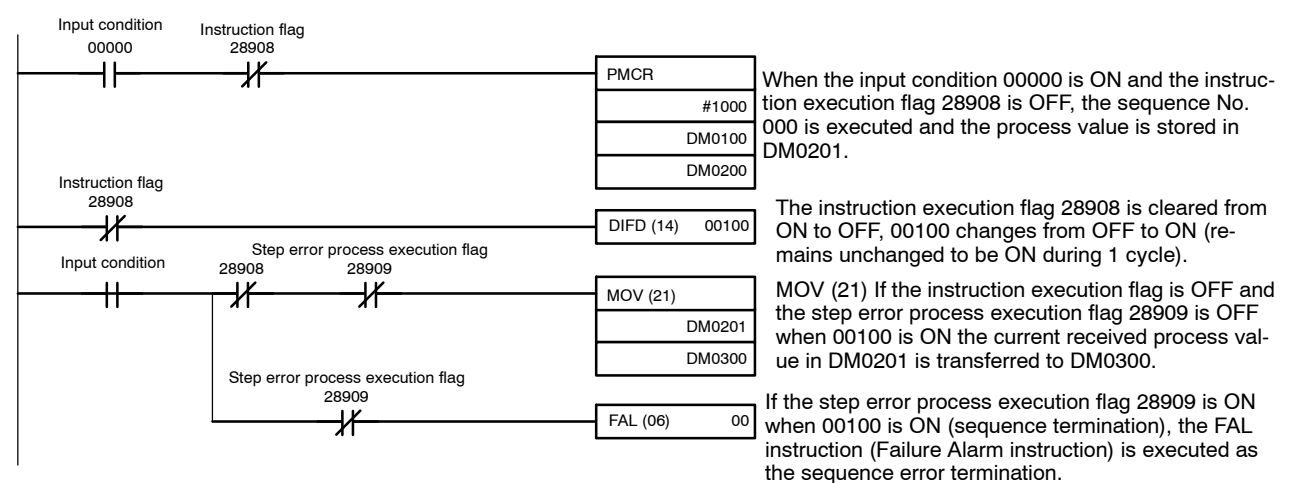 Input condition
00000
Instruction flag
28908
PMCR
#1000
DM0100
DM0200
When the input condition 00000 is ON and the instruc-
tion execution flag 28908 is OFF, the sequence No.
000 is executed and the process value is stored in
DM0201.
Instruction flag
28908
DIFD (14) 00100
The instruction execution flag 28908 is cleared from
ON to OFF, 00100 changes from OFF to ON (re-
mains unchanged to be ON during 1 cycle).
Input condition
Step error process execution flag
28908 28909
MOV (21)
DM0201
DM0300
MOV (21) If the instruction execution flag is OFF and
the step error process execution flag 28909 is OFF
when 00100 is ON the current received process val-
ue in DM0201 is transferred to DM0300.
Step error process execution flag
28909
FAL (06) 00
If the step error process execution flag 28909 is ON
when 00100 is ON (sequence termination), the FAL
instruction (Failure Alarm instruction) is executed as
the sequence error termination.